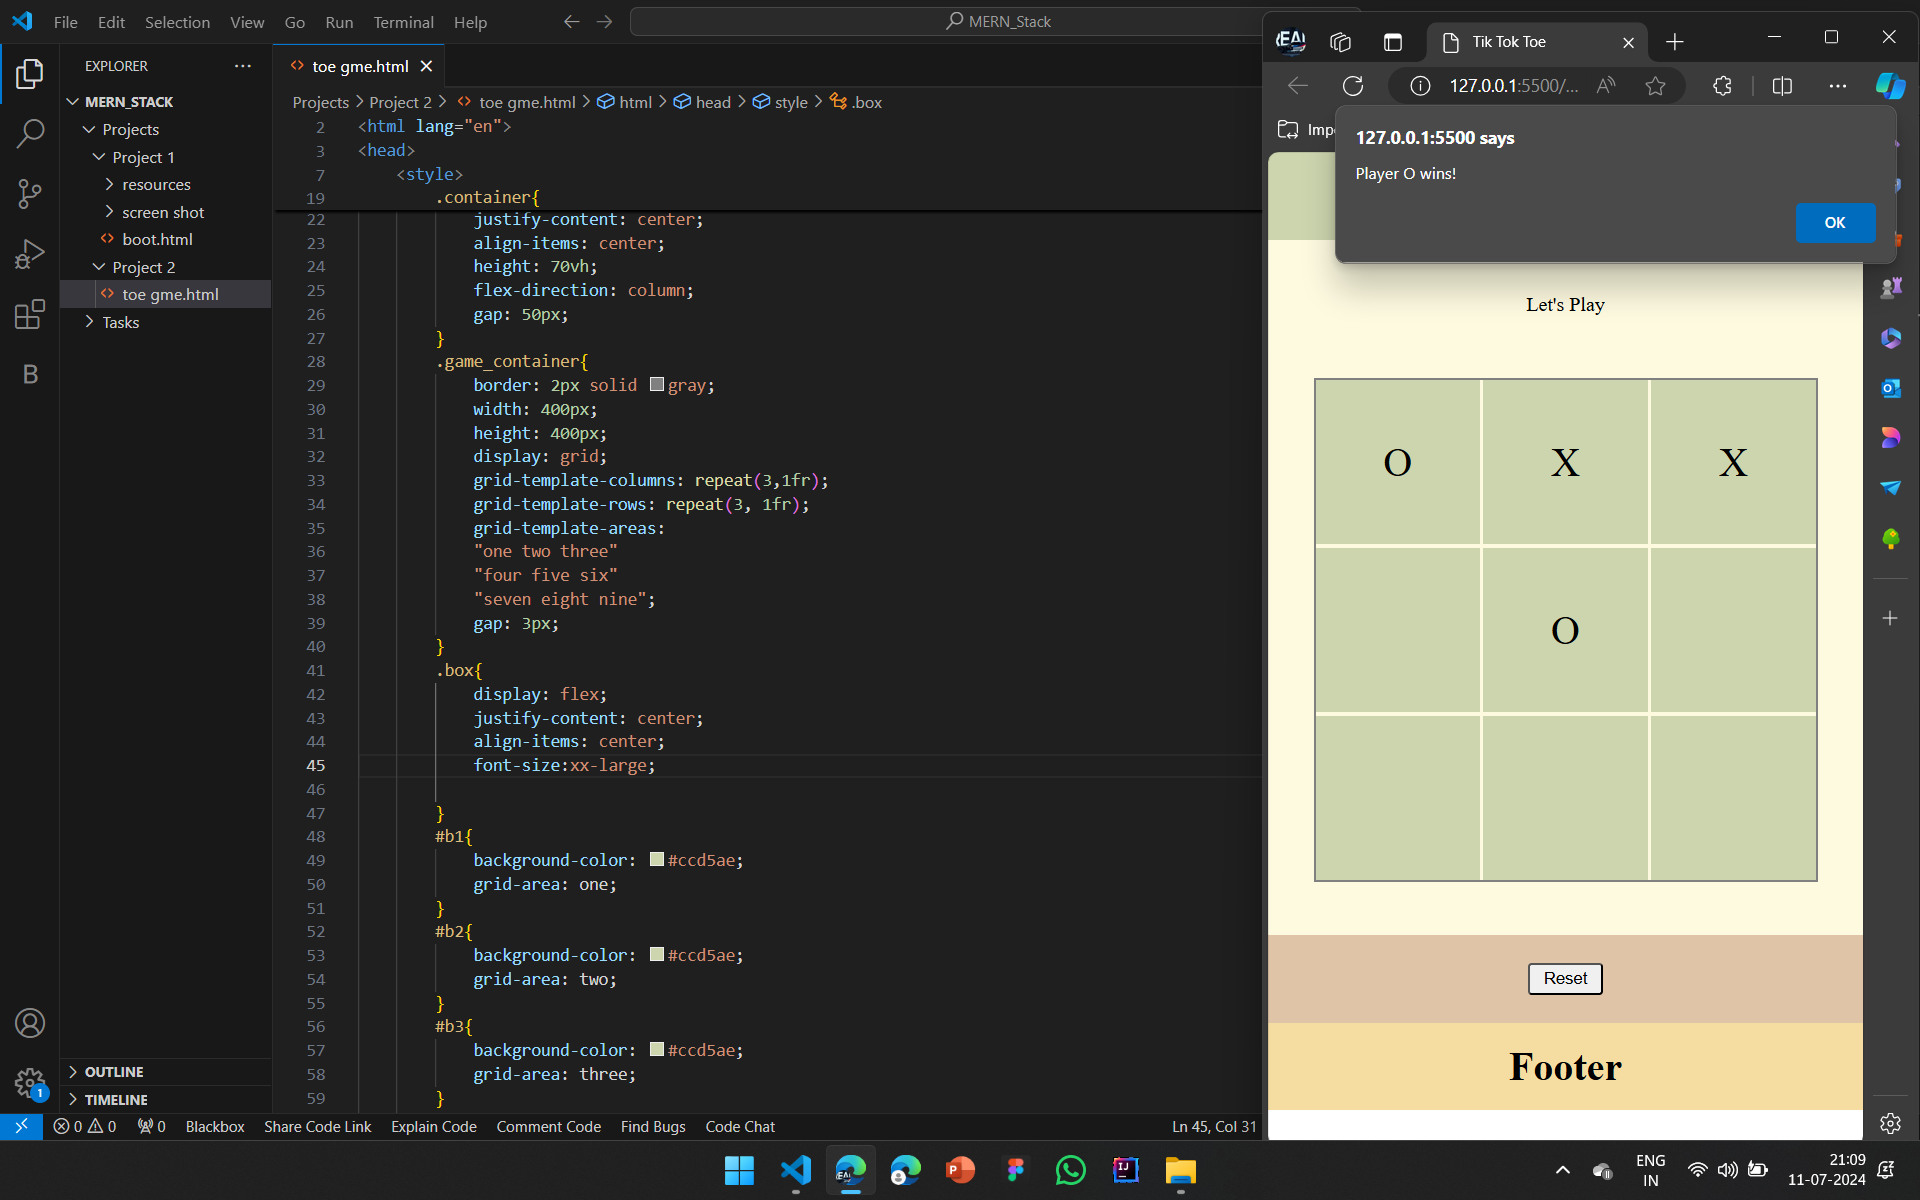 File Edit Selection View Go Run Terminal Help
MERN_Stack
EXPLORER
MERN_STACK
Projects
Project 1
resources
screen shot
boot.html
Project 2
toe gme.html
Tasks
OUTLINE
TIMELINE
toe gme.html
Projects > Project 2 > toe gme.html > html > head > style > .box
2 <html lang="en">
3 <head>
7 <style>
19 .container{
22 justify-content: center;
23 align-items: center;
24 height: 70vh;
25 flex-direction: column;
26 gap: 50px;
27 }
28 .game_container{
29 border: 2px solid gray;
30 width: 400px;
31 height: 400px;
32 display: grid;
33 grid-template-columns: repeat(3,1fr);
34 grid-template-rows: repeat(3, 1fr);
35 grid-template-areas:
36 "one two three"
37 "four five six"
38 "seven eight nine";
39 gap: 3px;
40 }
41 .box{
42 display: flex;
43 justify-content: center;
44 align-items: center;
45 font-size:xx-large;
46
47 }
48 #b1{
49 background-color: #ccd5ae;
50 grid-area: one;
51 }
52 #b2{
53 background-color: #ccd5ae;
54 grid-area: two;
55 }
56 #b3{
57 background-color: #ccd5ae;
58 grid-area: three;
59 }
Tik Tok Toe
127.0.0.1:5500/...
Imp
127.0.0.1:5500 says
Player O wins!
OK
Let's Play
O X X
O
Reset
Footer
0 0 0 Blackbox Share Code Link Explain Code Comment Code Find Bugs Code Chat Ln 45, Col 31
ENG
IN
21:09
11-07-2024